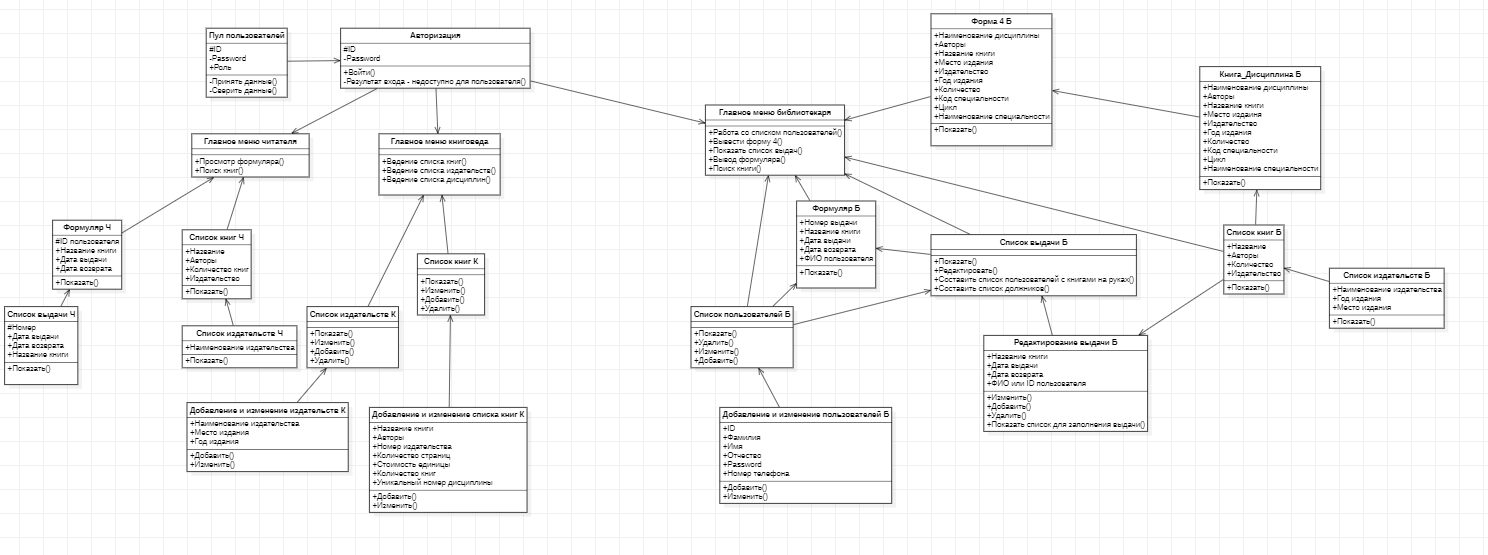 Пул пользователей
#ID
-Password
+Роль
-Принять данные()
-Сверить данные()
Авторизация
#ID
-Password
+Войти()
-Результат входа - недоступно для пользователя()
Форма 4 Б
+Наименование дисциплины
+Авторы
+Название книги
+Место издания
+Издательство
+Год издания
+Количество
+Код специальности
+Цикл
+Наименование специальности
+Показать()
Книга_Дисциплина Б
+Наименование дисциплины
+Авторы
+Название книги
+Место издания
+Издательство
+Год издания
+Количество
+Код специальности
+Цикл
+Наименование специальности
+Показать()
Главное меню читателя
+Просмотр формуляра()
+Поиск книг()
Главное меню книговеда
+Ведение списка книг()
+Ведение списка издательств()
+Ведение списка дисциплин()
Главное меню библиотекаря
+Работа со списком пользователей()
+Вывести форму 4()
+Показать список выдач()
+Вывод формуляра()
+Поиск книги()
Формуляр Ч
#ID пользователя
+Название книги
+Дата выдачи
+Дата возврата
+Показать()
Список книг Ч
+Название
+Авторы
+Количество книг
+Издательство
+Показать()
Список книг К
+Показать()
+Изменить()
+Добавить()
+Удалить()
Формуляр Б
+Номер выдачи
+Название книги
+Дата выдачи
+Дата возврата
+ФИО пользователя
+Показать()
Список выдачи Б
+Показать()
+Редактировать()
+Составить список пользователей с книгами на руках()
+Составить список должников()
Список книг Б
+Название
+Авторы
+Количество
+Издательство
+Показать()
Список издательств Б
+Наименование издательства
+Год издания
+Место издания
+Показать()
Список выдачи Ч
#Номер
+Дата выдачи
+Дата возврата
+Название книги
+Показать()
Список издательств Ч
+Наименование издательства
+Показать()
Список издательств К
+Показать()
+Изменить()
+Добавить()
+Удалить()
Список пользователей Б
+Показать()
+Удалить()
+Изменить()
+Добавить()
Редактирование выдачи Б
+Название книги
+Дата выдачи
+Дата возврата
+ФИО или ID пользователя
+Изменить()
+Добавить()
+Удалить()
+Показать список для заполнения выдачи()
Добавление и изменение издательств К
+Наименование издательства
+Место издания
+Год издания
+Добавить()
+Изменить()
Добавление и изменение списка книг К
+Название книги
+Авторы
+Номер издательства
+Количество страниц
+Стоимость единицы
+Количество книг
+Уникальный номер дисциплины
+Добавить()
+Изменить()
Добавление и изменение пользователей Б
+ID
+Фамилия
+Имя
+Отчество
+Password
+Номер телефона
+Добавить()
+Изменить()